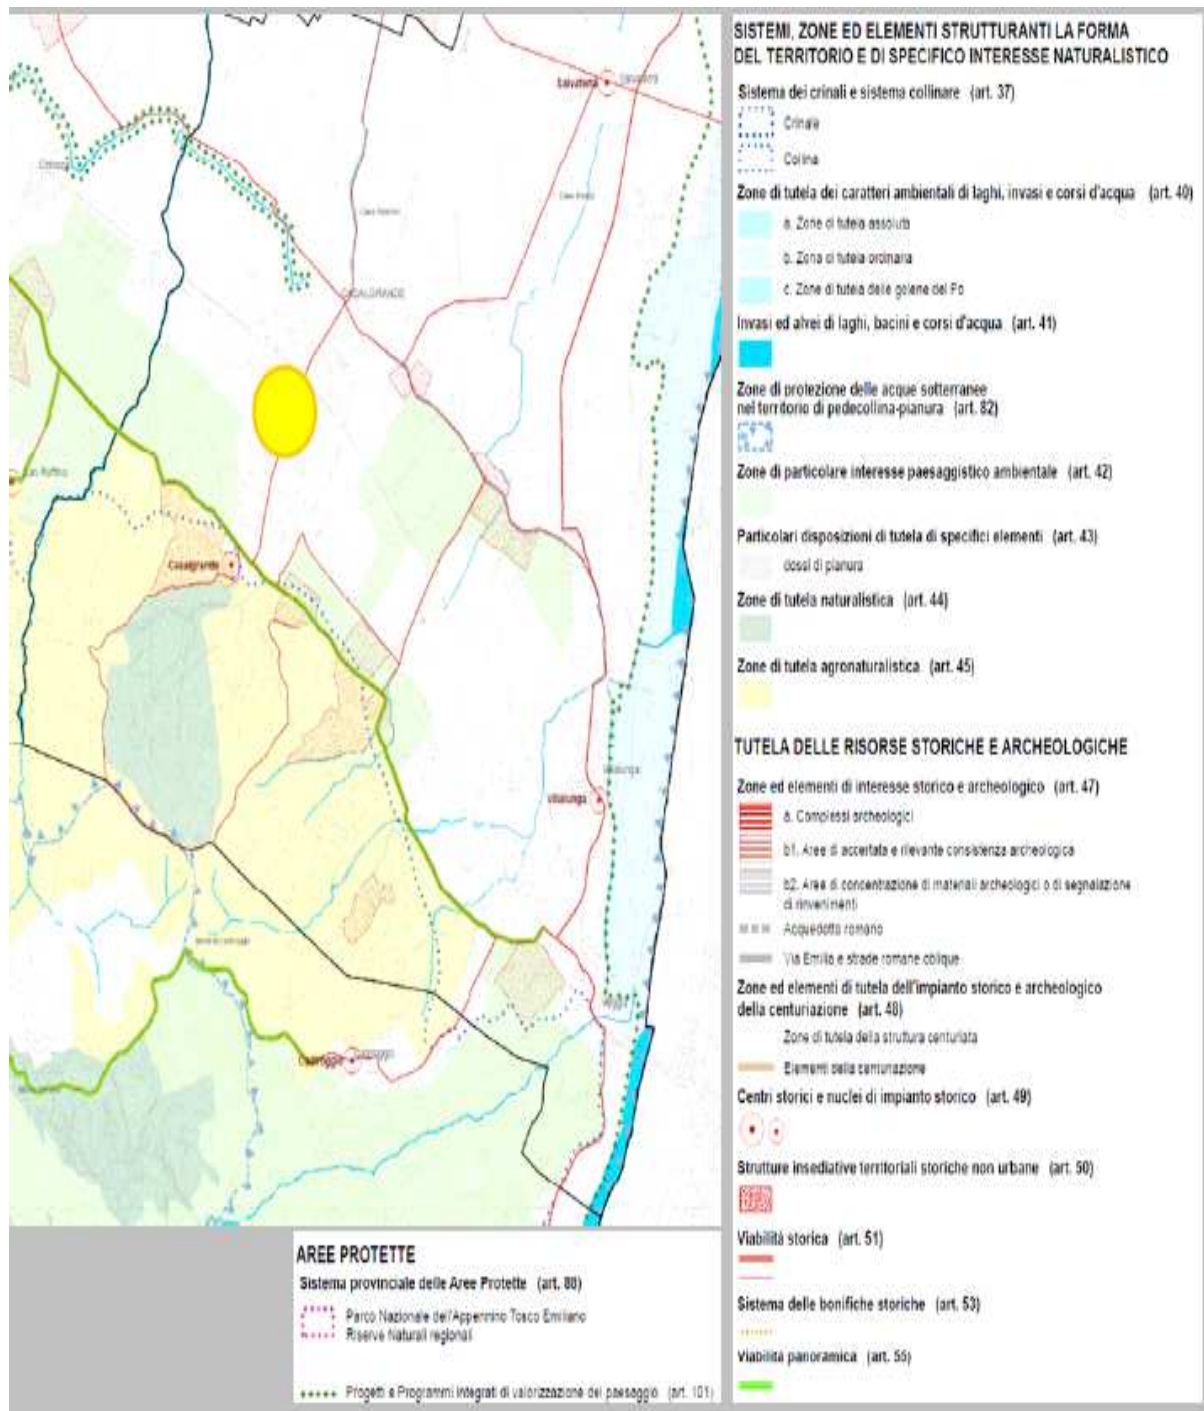 Salvaterra
CASALGRANDE
San Ruffino
Casalgrande
Villalunga
Villalunga
SISTEMI, ZONE ED ELEMENTI STRUTTURANTI LA FORMA
DEL TERRITORIO E DI SPECIFICO INTERESSE NATURALISTICO
Sistema dei crinali e sistema collinare (art. 37)
Crinale
Collina
Zone di tutela dei caratteri ambientali di laghi, invasi e corsi d'acqua (art. 40)
a. Zone di tutela assoluta
b. Zone di tutela ordinaria
c. Zone di tutela delle golene del Po
Invasi ed alvei di laghi, bacini e corsi d'acqua (art. 41)
Zone di protezione delle acque sotterranee
nel territorio di pedecollina-pianura (art. 82)
Zone di particolare interesse paesaggistico ambientale (art. 42)
Particolari disposizioni di tutela di specifici elementi (art. 43)
dossi di pianura
Zone di tutela naturalistica (art. 44)
Zone di tutela agronaturalistica (art. 45)
TUTELA DELLE RISORSE STORICHE E ARCHEOLOGICHE
Zone ed elementi di interesse storico e archeologico (art. 47)
a. Complessi archeologici
b1. Aree di accertata e rilevante consistenza archeologica
b2. Aree di concentrazione di materiali archeologici o di segnalazione
di rinvenimenti
Acquedotto romano
Via Emilia e strade romane oblique
Zone ed elementi di tutela dell'impianto storico e archeologico
della centuriazione (art. 48)
Zone di tutela della struttura centuriata
Elementi della centuriazione
Centri storici e nuclei di impianto storico (art. 49)
Strutture insediative territoriali storiche non urbane (art. 50)
Viabilità storica (art. 51)
Sistema delle bonifiche storiche (art. 53)
Viabilità panoramica (art. 55)
AREE PROTETTE
Sistema provinciale delle Aree Protette (art. 88)
Parco Nazionale dell'Appennino Tosco Emiliano
Riserve Naturali regionali
Progetti e Programmi integrati di valorizzazione del paesaggio (art. 101)